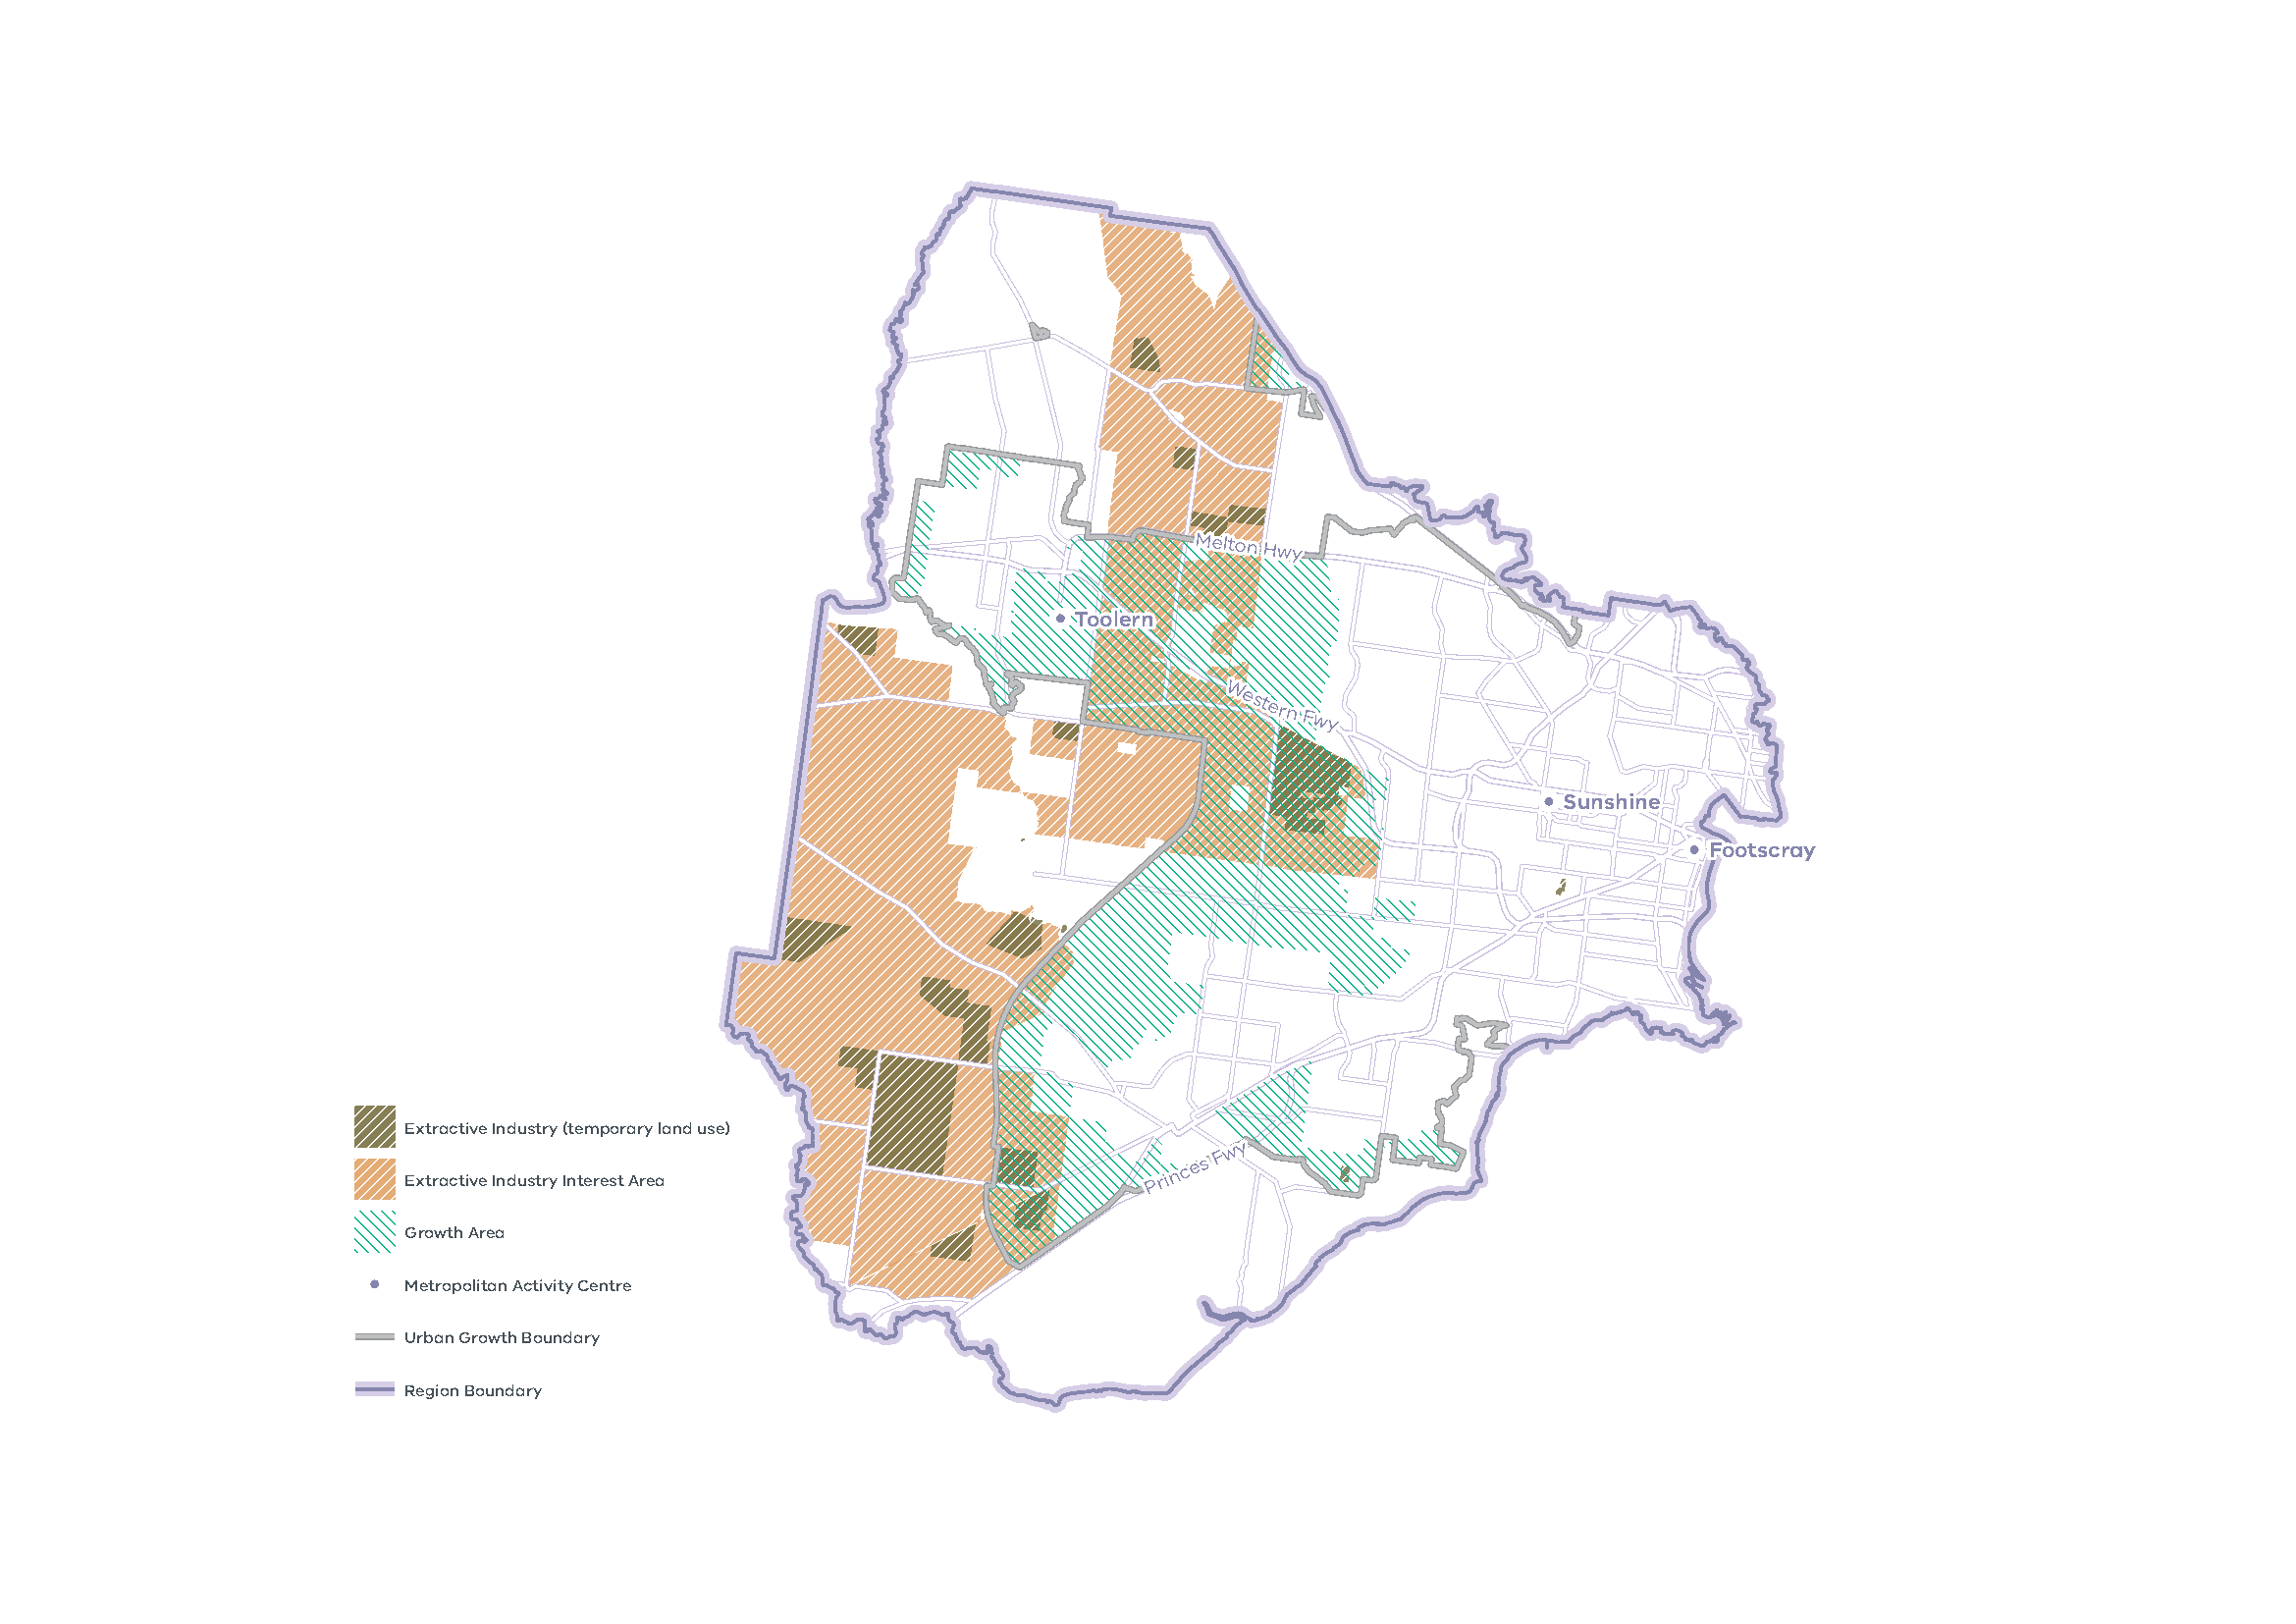 Melton Hwy
Toolern
Western Fwy
Sunshine
Footscray
Princes Fwy
Extractive Industry (temporary land use)
Extractive Industry Interest Area
Growth Area
Metropolitan Activity Centre
Urban Growth Boundary
Region Boundary